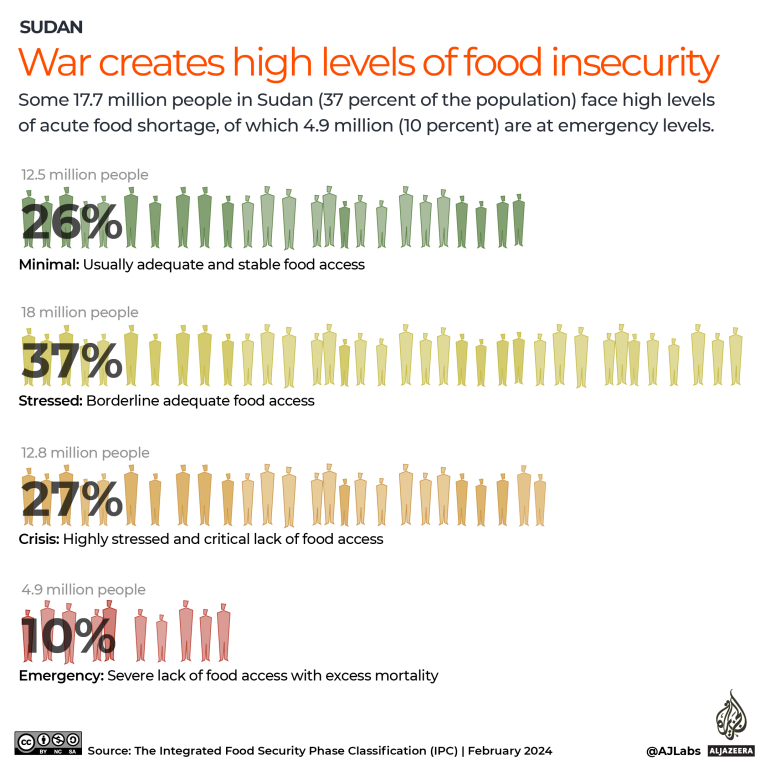 SUDAN
War creates high levels of food insecurity
Some 17.7 million people in Sudan (37 percent of the population) face high levels
of acute food shortage, of which 4.9 million (10 percent) are at emergency levels.
12.5 million people
26%
Minimal: Usually adequate and stable food access
18 million people
37%
Stressed: Borderline adequate food access
12.8 million people
27%
Crisis: Highly stressed and critical lack of food access
4.9 million people
10%
Emergency: Severe lack of food access with excess mortality
cc BY NC SA
Source: The Integrated Food Security Phase Classification (IPC) | February 2024
@AJLabs
ALJAZEERA